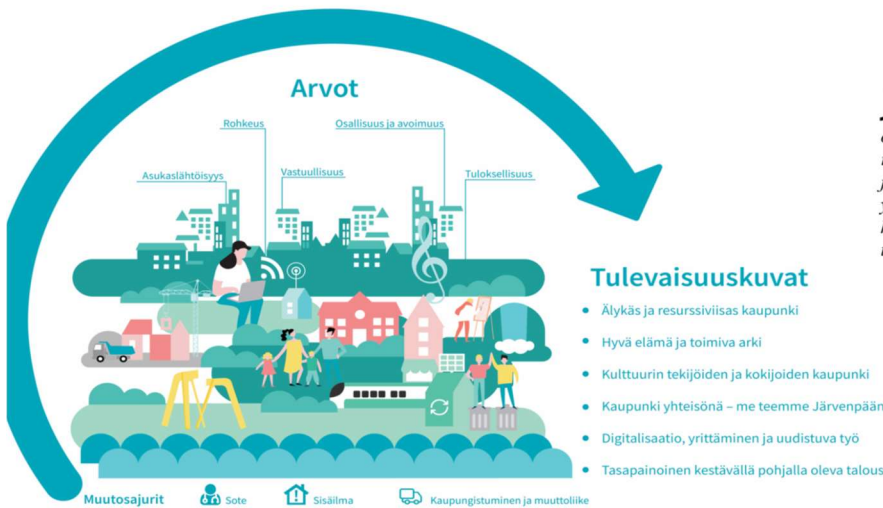 Arvot
Rohkeus
Osallisuus ja avoimuus
Asukaslähtöisyys
Vastuullisuus
Tuloksellisuus
Tulevaisuuskuvat
• Älykäs ja resurssiviisas kaupunki
• Hyvä elämä ja toimiva arki
• Kulttuurin tekijöiden ja kokijoiden kaupunki
• Kaupunki yhteisönä – me teemme Järvenpään
• Digitalisaatio, yrittäminen ja uudistuva työ
• Tasapainoinen kestävällä pohjalla oleva talous
Muutosajurit
Sote
Sisäilma
Kaupungistuminen ja muuttoliike